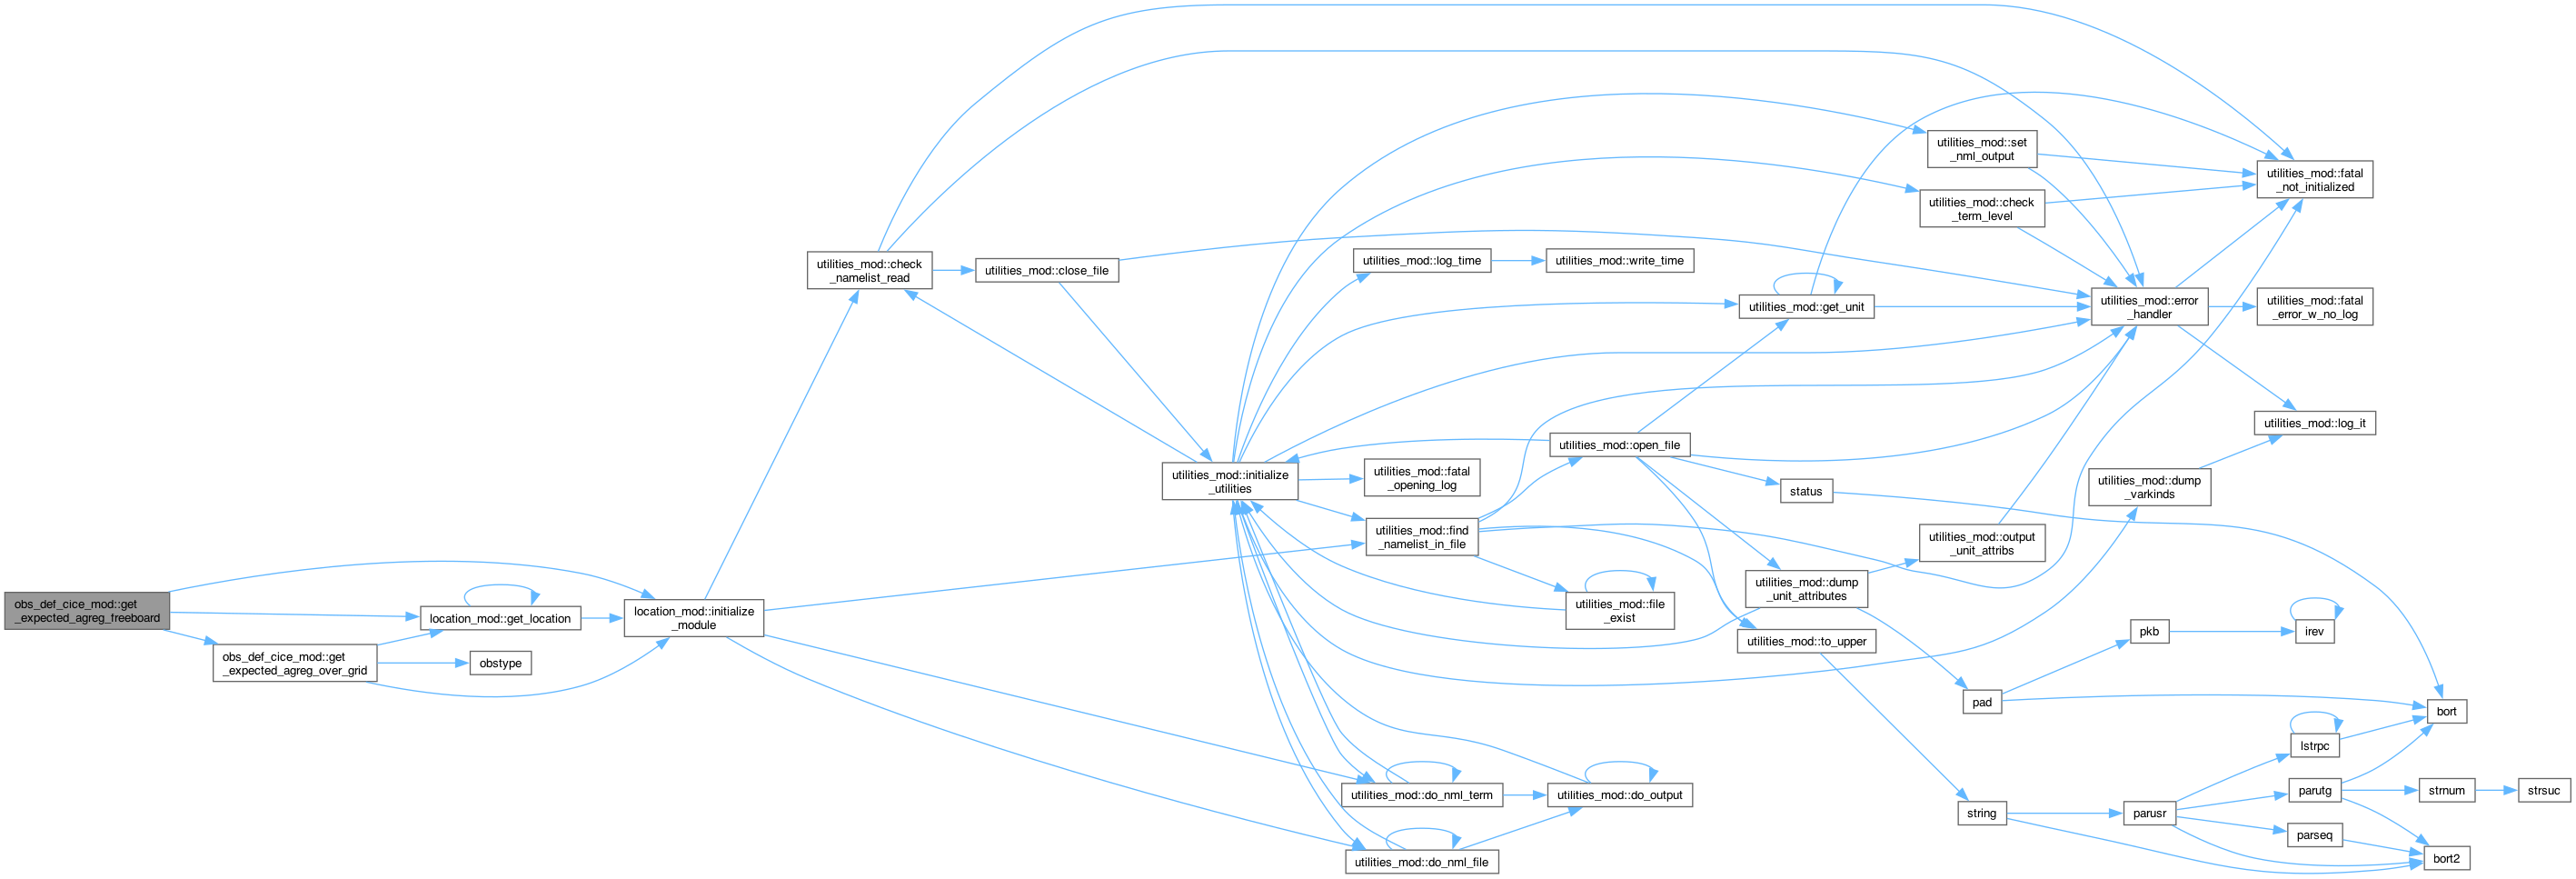 obs_def_cice_mod::get
_expected_agreg_freeboard
obs_def_cice_mod::get
_expected_agreg_over_grid
location_mod::get_location
obstype
location_mod::initialize
_module
utilities_mod::check
_namelist_read
utilities_mod::close_file
utilities_mod::initialize
_utilities
utilities_mod::log_time
utilities_mod::write_time
utilities_mod::fatal
_opening_log
utilities_mod::find
_namelist_in_file
utilities_mod::open_file
utilities_mod::file
_exist
utilities_mod::do_nml_term
utilities_mod::do_output
utilities_mod::do_nml_file
utilities_mod::get_unit
status
utilities_mod::dump
_unit_attributes
utilities_mod::to_upper
utilities_mod::set
_nml_output
utilities_mod::check
_term_level
utilities_mod::output
_unit_attribs
pad
string
utilities_mod::error
_handler
utilities_mod::dump
_varkinds
pkb
parusr
utilities_mod::fatal
_not_initialized
utilities_mod::fatal
_error_w_no_log
utilities_mod::log_it
irev
lstrpc
parutg
parseq
bort
strnum
bort2
strsuc